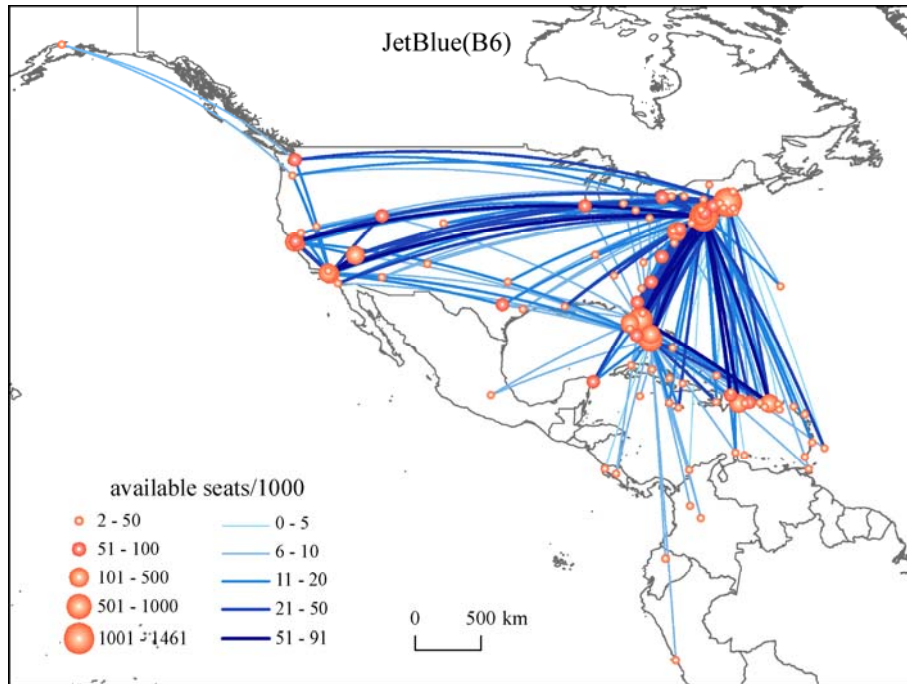 JetBlue(B6)
available seats/1000
2 - 50
0 - 5
51 - 100
6 - 10
101 - 500
11 - 20
501 - 1000
21 - 50
1001 - 1461
51 - 91
0 500 km